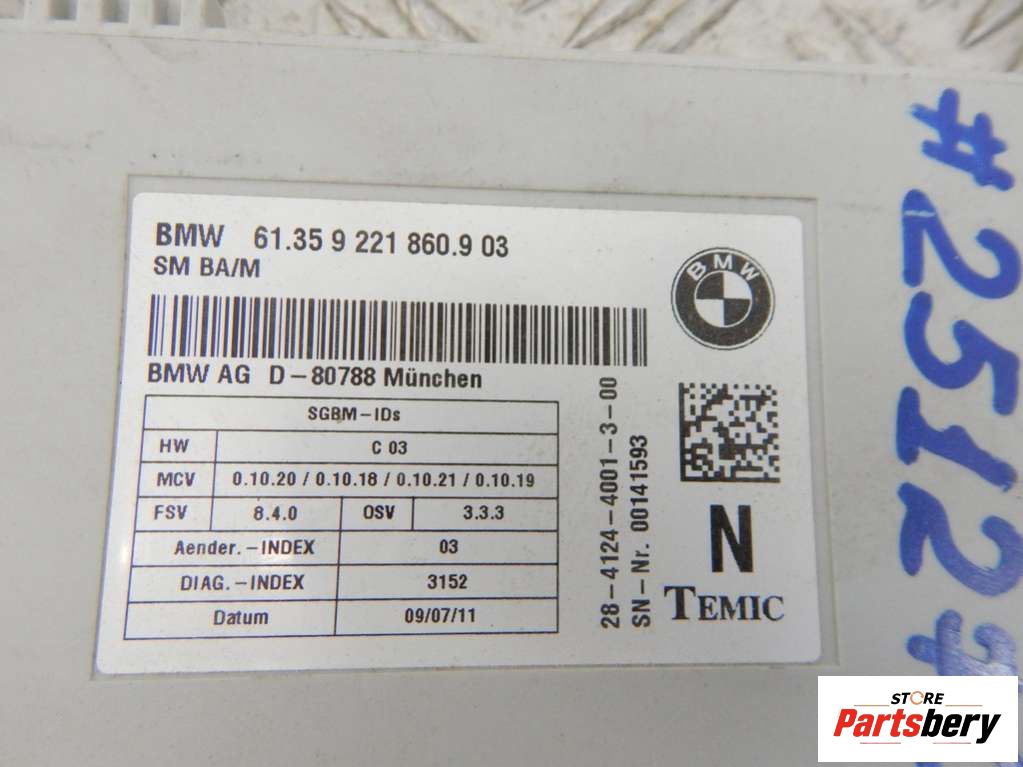 BMW 61.35 9 221 860.9 03
SM BA/M
BMW
BMW AG D-80788 München
SGBM-IDs
HW C 03
MCV 0.10.20 / 0.10.18 / 0.10.21 / 0.10.19
FSV 8.4.0 OSV 3.3.3
Aender.-INDEX 03
DIAG.-INDEX 3152
Datum 09/07/11
28-4124-4001-3-00
SN-Nr. 00141593
N
TEMIC
#2512
STORE
Partsbery